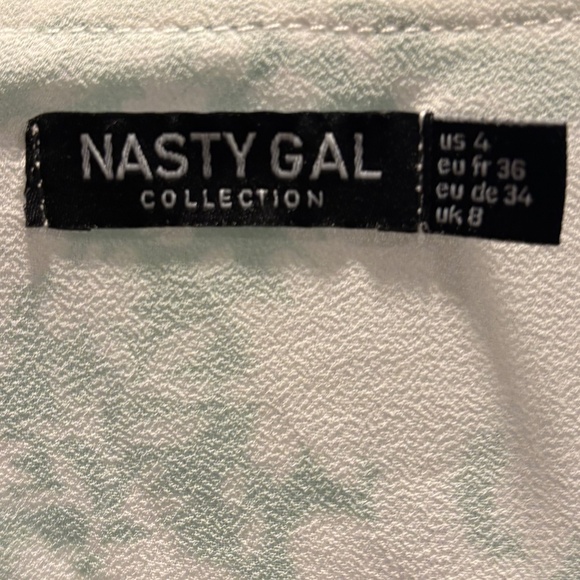 NASTY GAL
COLLECTION
us 4
eu fr 36
eu de 34
uk 8